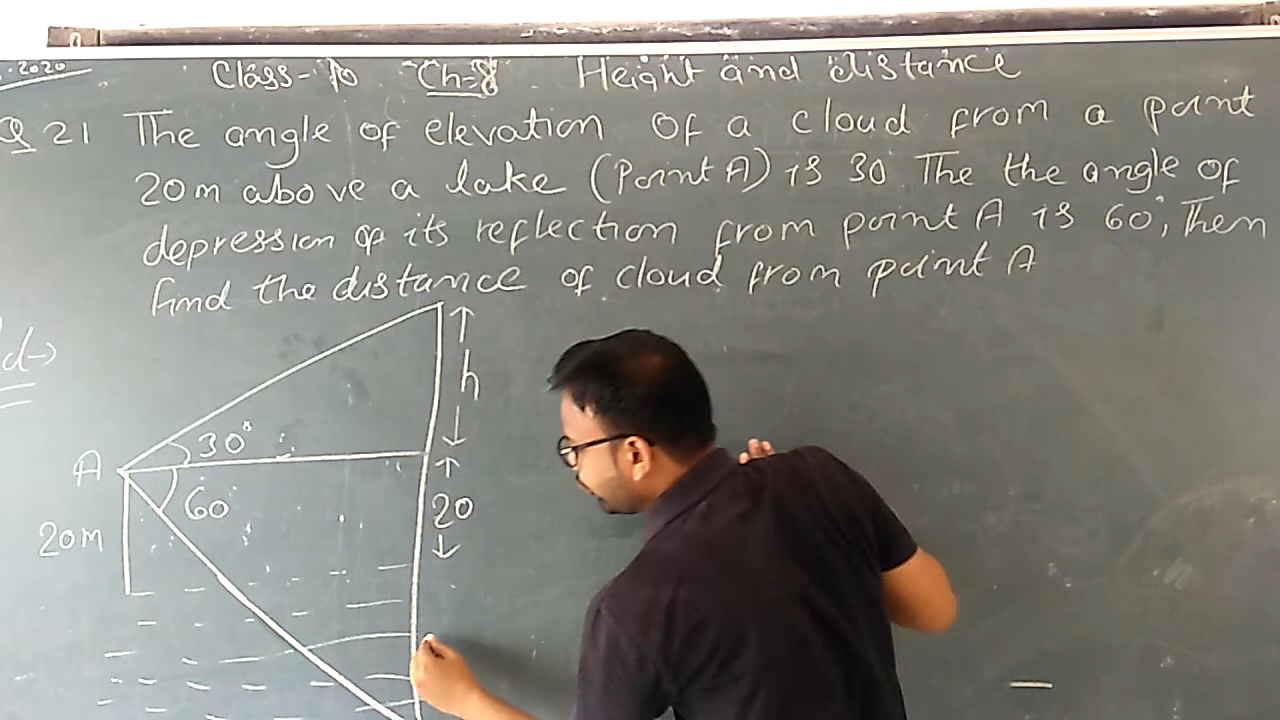 .2020
Class-10 Ch-8 Height and distance
Q 21 The angle of elevation of a cloud from a point
20m above a lake (Point A) is 30 The the angle of
depression of its reflection from point A is 60°, Then
find the distance of cloud from point A
h
30°
A
60°
20
20m